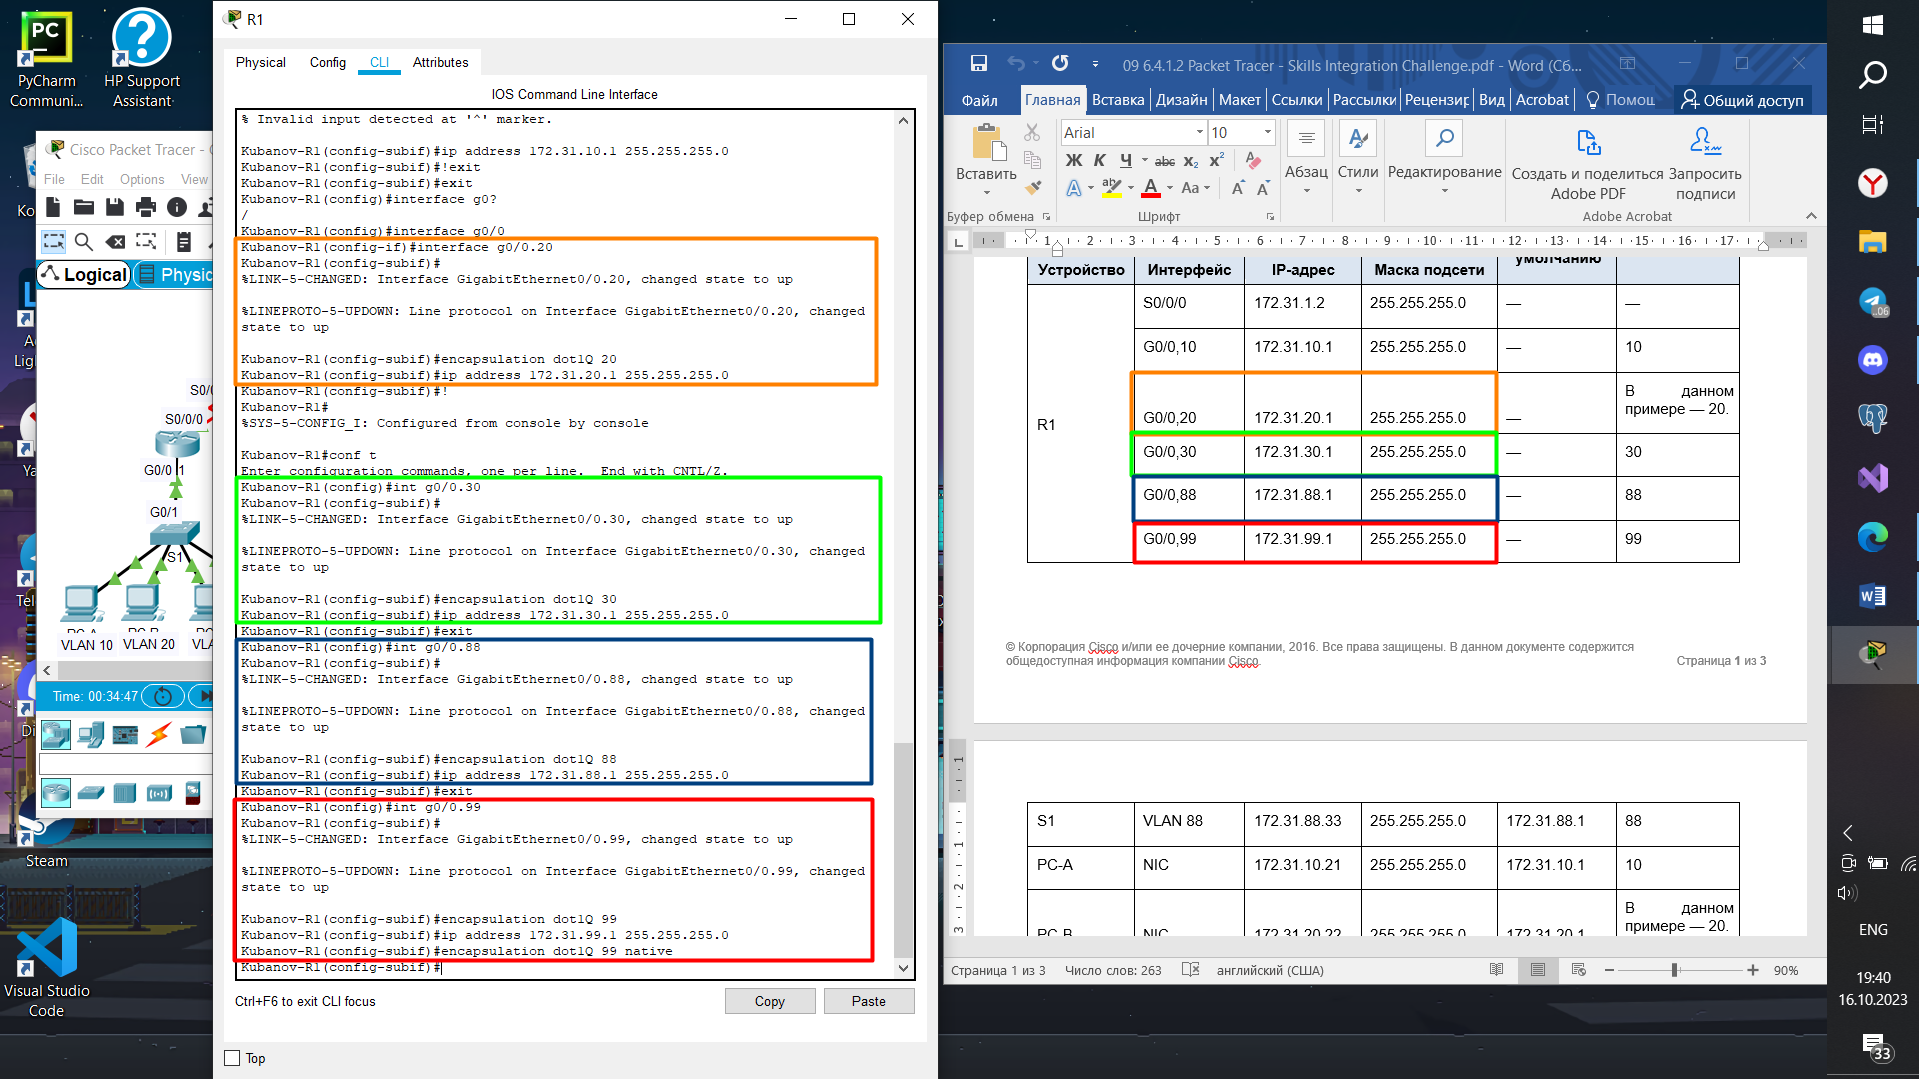 PyCharm
Communi...
HP Support
Assistant
Steam
Visual Studio
Code
Cisco Packet Tracer -
File Edit Options View
Logical
Physic
S0/0/0
G0/0
G0/1
S1
VLAN 10
VLAN 20
Time: 00:34:47
R1
Physical Config CLI Attributes
IOS Command Line Interface
% Invalid input detected at '^' marker.
Kubanov-R1(config-subif)#ip address 172.31.10.1 255.255.255.0
Kubanov-R1(config-subif)#!exit
Kubanov-R1(config-subif)#exit
Kubanov-R1(config)#interface g0?
/
Kubanov-R1(config)#interface g0/0
Kubanov-R1(config-if)#interface g0/0.20
Kubanov-R1(config-subif)#
%LINK-5-CHANGED: Interface GigabitEthernet0/0.20, changed state to up
%LINEPROTO-5-UPDOWN: Line protocol on Interface GigabitEthernet0/0.20, changed
state to up
Kubanov-R1(config-subif)#encapsulation dot1Q 20
Kubanov-R1(config-subif)#ip address 172.31.20.1 255.255.255.0
Kubanov-R1(config-subif)#!
Kubanov-R1#
%SYS-5-CONFIG_I: Configured from console by console
Kubanov-R1#conf t
Enter configuration commands, one per line.  End with CNTL/Z.
Kubanov-R1(config)#int g0/0.30
Kubanov-R1(config-subif)#
%LINK-5-CHANGED: Interface GigabitEthernet0/0.30, changed state to up
%LINEPROTO-5-UPDOWN: Line protocol on Interface GigabitEthernet0/0.30, changed
state to up
Kubanov-R1(config-subif)#encapsulation dot1Q 30
Kubanov-R1(config-subif)#ip address 172.31.30.1 255.255.255.0
Kubanov-R1(config-subif)#exit
Kubanov-R1(config)#int g0/0.88
Kubanov-R1(config-subif)#
%LINK-5-CHANGED: Interface GigabitEthernet0/0.88, changed state to up
%LINEPROTO-5-UPDOWN: Line protocol on Interface GigabitEthernet0/0.88, changed
state to up
Kubanov-R1(config-subif)#encapsulation dot1Q 88
Kubanov-R1(config-subif)#ip address 172.31.88.1 255.255.255.0
Kubanov-R1(config-subif)#exit
Kubanov-R1(config)#int g0/0.99
Kubanov-R1(config-subif)#
%LINK-5-CHANGED: Interface GigabitEthernet0/0.99, changed state to up
%LINEPROTO-5-UPDOWN: Line protocol on Interface GigabitEthernet0/0.99, changed
state to up
Kubanov-R1(config-subif)#encapsulation dot1Q 99
Kubanov-R1(config-subif)#ip address 172.31.99.1 255.255.255.0
Kubanov-R1(config-subif)#encapsulation dot1Q 99 native
Kubanov-R1(config-subif)#
Ctrl+F6 to exit CLI focus
Copy Paste
Top
09 6.4.1.2 Packet Tracer - Skills Integration Challenge.pdf - Word (Сб...
Файл Главная Вставка Дизайн Макет Ссылки Рассылки Рецензир Вид Acrobat Помощ Общий доступ
Arial 10
Ж К Ч abc x₂ x²
Aa
Вставить
Абзац Стили Редактирование
Создать и поделиться
Adobe PDF
Запросить
подписи
Буфер обмена Шрифт Adobe Acrobat
1 2 3 4 5 6 7 8 9 10 11 12 13 14 15 16 17
умолчанию
Устройство Интерфейс IP-адрес Маска подсети
S0/0/0 172.31.1.2 255.255.255.0 — —
G0/0,10 172.31.10.1 255.255.255.0 — 10
В данном
примере — 20.
G0/0,20 172.31.20.1 255.255.255.0 —
R1
G0/0,30 172.31.30.1 255.255.255.0 — 30
G0/0,88 172.31.88.1 255.255.255.0 — 88
G0/0,99 172.31.99.1 255.255.255.0 — 99
© Корпорация Cisco и/или ее дочерние компании, 2016. Все права защищены. В данном документе содержится
общедоступная информация компании Cisco.
Страница 1 из 3
S1 VLAN 88 172.31.88.33 255.255.255.0 172.31.88.1 88
PC-A NIC 172.31.10.21 255.255.255.0 172.31.10.1 10
В данном
примере — 20.
PC-B NIC 172.31.20.22 255.255.255.0 172.31.20.1
Страница 1 из 3 Число слов: 263 английский (США) 90%
ENG
19:40
16.10.2023
33